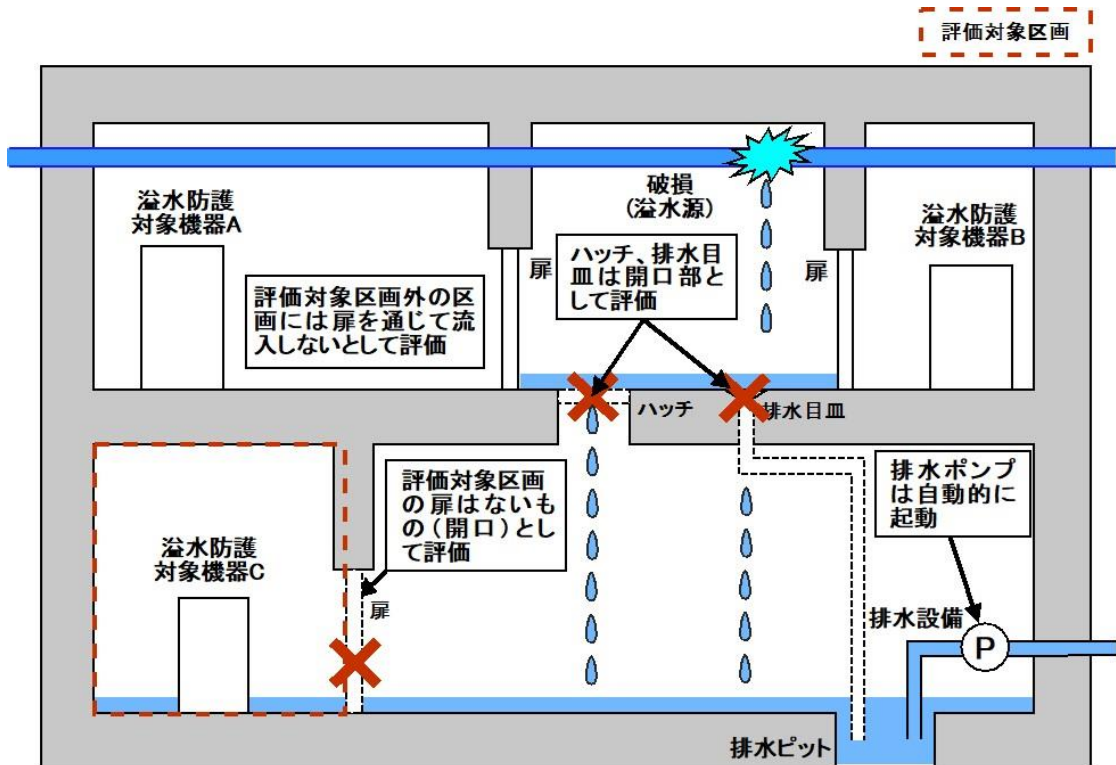 評価対象区画
破損
(溢水源)
溢水防護
対象機器A
溢水防護
対象機器B
扉
ハッチ、排水目
皿は開口部と
して評価
扉
評価対象区画外の区
画には扉を通じて流
入しないとして評価
ハッチ
排水目皿
評価対象区画
の扉はないも
の（開口）とし
て評価
排水ポンプ
は自動的に
起動
溢水防護
対象機器C
扉
排水設備
P
排水ピット